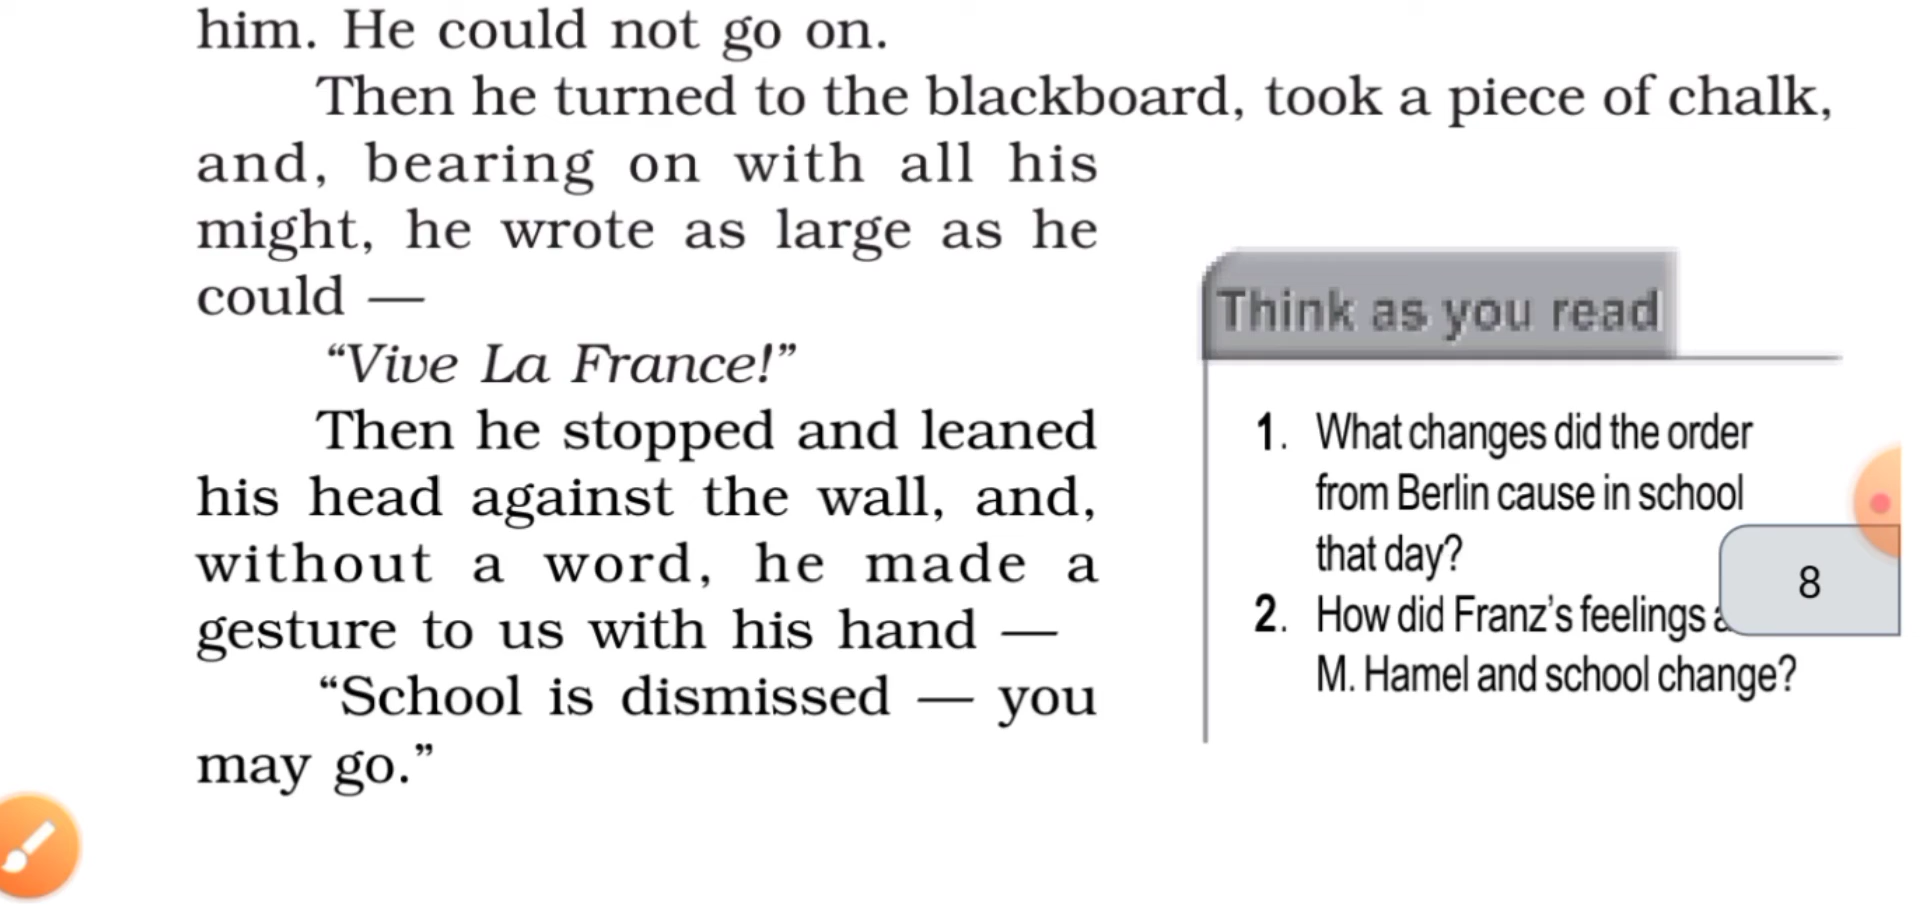 him. He could not go on.
Then he turned to the blackboard, took a piece of chalk,
and, bearing on with all his
might, he wrote as large as he
could —
“Vive La France!”
Then he stopped and leaned
his head against the wall, and,
without a word, he made a
gesture to us with his hand —
“School is dismissed — you
may go.”
Think as you read
1. What changes did the order
from Berlin cause in school
that day?
2. How did Franz’s feelings
M. Hamel and school change?
8